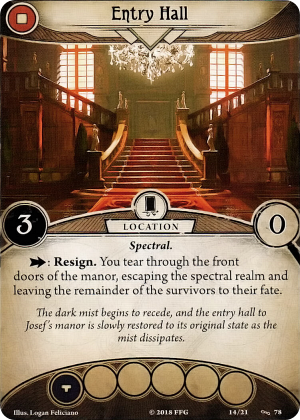 Entry Hall
3
LOCATION
0
Spectral.
: Resign. You tear through the front
doors of the manor, escaping the spectral realm and
leaving the remainder of the survivors to their fate.
The dark mist begins to recede, and the entry hall to
Josef's manor is slowly restored to its original state as the
mist dissipates.
Illus. Logan Feliciano
© 2018 FFG
14/21
78